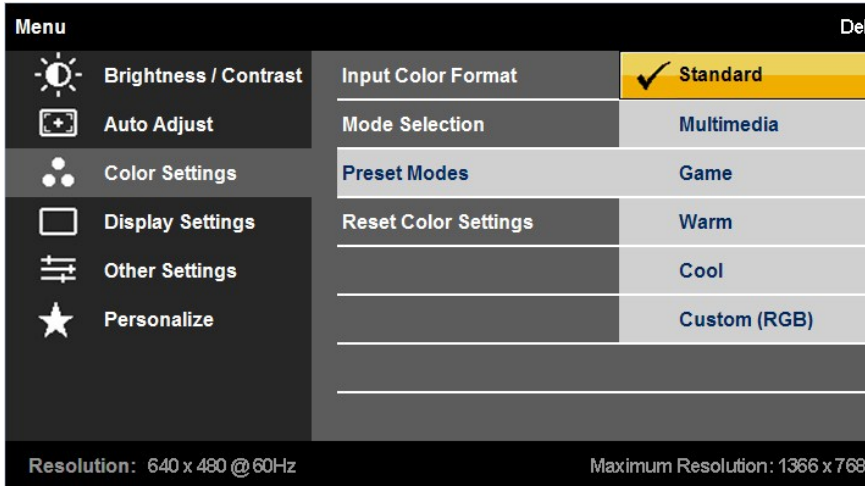 Menu Del
Brightness / Contrast Input Color Format Standard
Auto Adjust Mode Selection Multimedia
Color Settings Preset Modes Game
Display Settings Reset Color Settings Warm
Other Settings Cool
Personalize Custom (RGB)
Resolution: 640 x 480 @60Hz Maximum Resolution: 1366 x 768